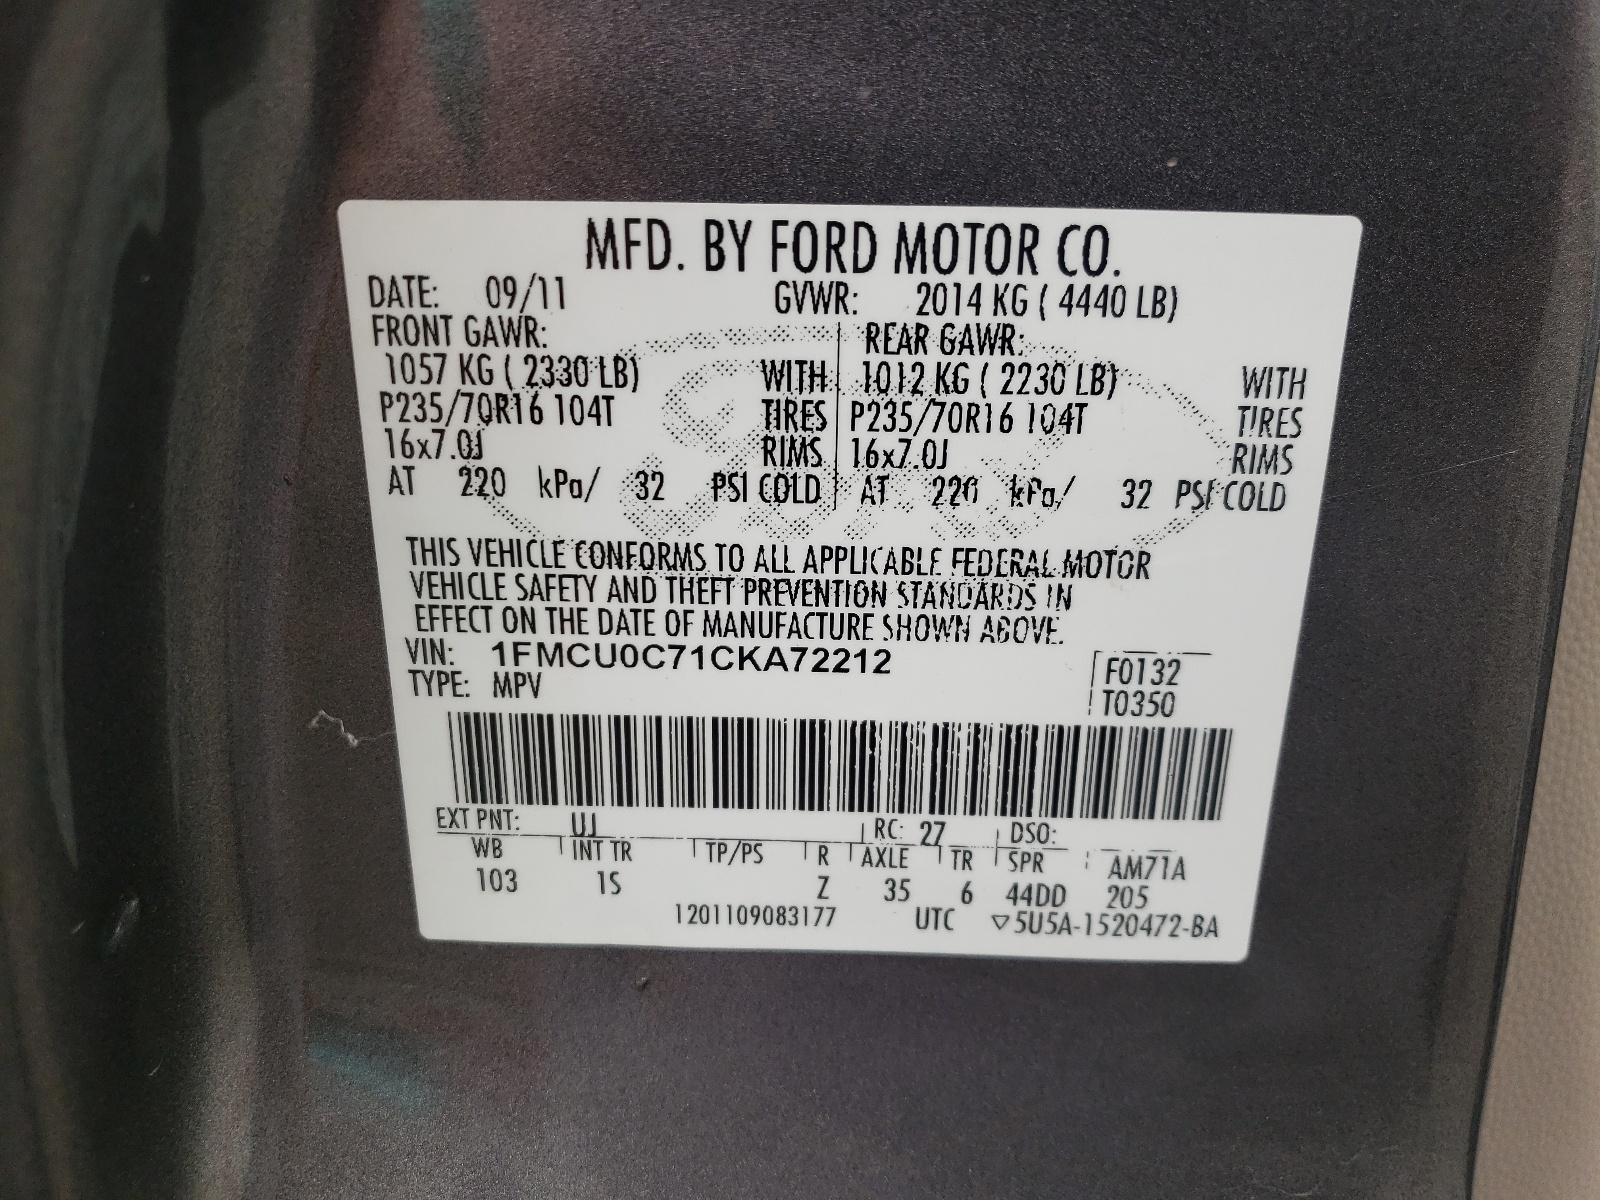 MFD. BY FORD MOTOR CO.
DATE: 09/11 GVWR: 2014 KG ( 4440 LB)
FRONT GAWR: REAR GAWR:
1057 KG ( 2330 LB) WITH 1012 KG ( 2230 LB) WITH
P235/70R16 104T TIRES P235/70R16 104T TIRES
16x7.0J RIMS 16x7.0J RIMS
AT 220 kPa/ 32 PSI COLD AT 220 kPa/ 32 PSI COLD
THIS VEHICLE CONFORMS TO ALL APPLICABLE FEDERAL MOTOR
VEHICLE SAFETY AND THEFT PREVENTION STANDARDS IN
EFFECT ON THE DATE OF MANUFACTURE SHOWN ABOVE.
VIN: 1FMCU0C71CKA72212 F0132
TYPE: MPV T0350
EXT PNT: UJ RC: 27 DSO:
WB INT TR TP/PS R AXLE TR SPR AM71A
103 1S Z 35 6 44DD 205
1201109083177 UTC ▽5U5A-1520472-BA